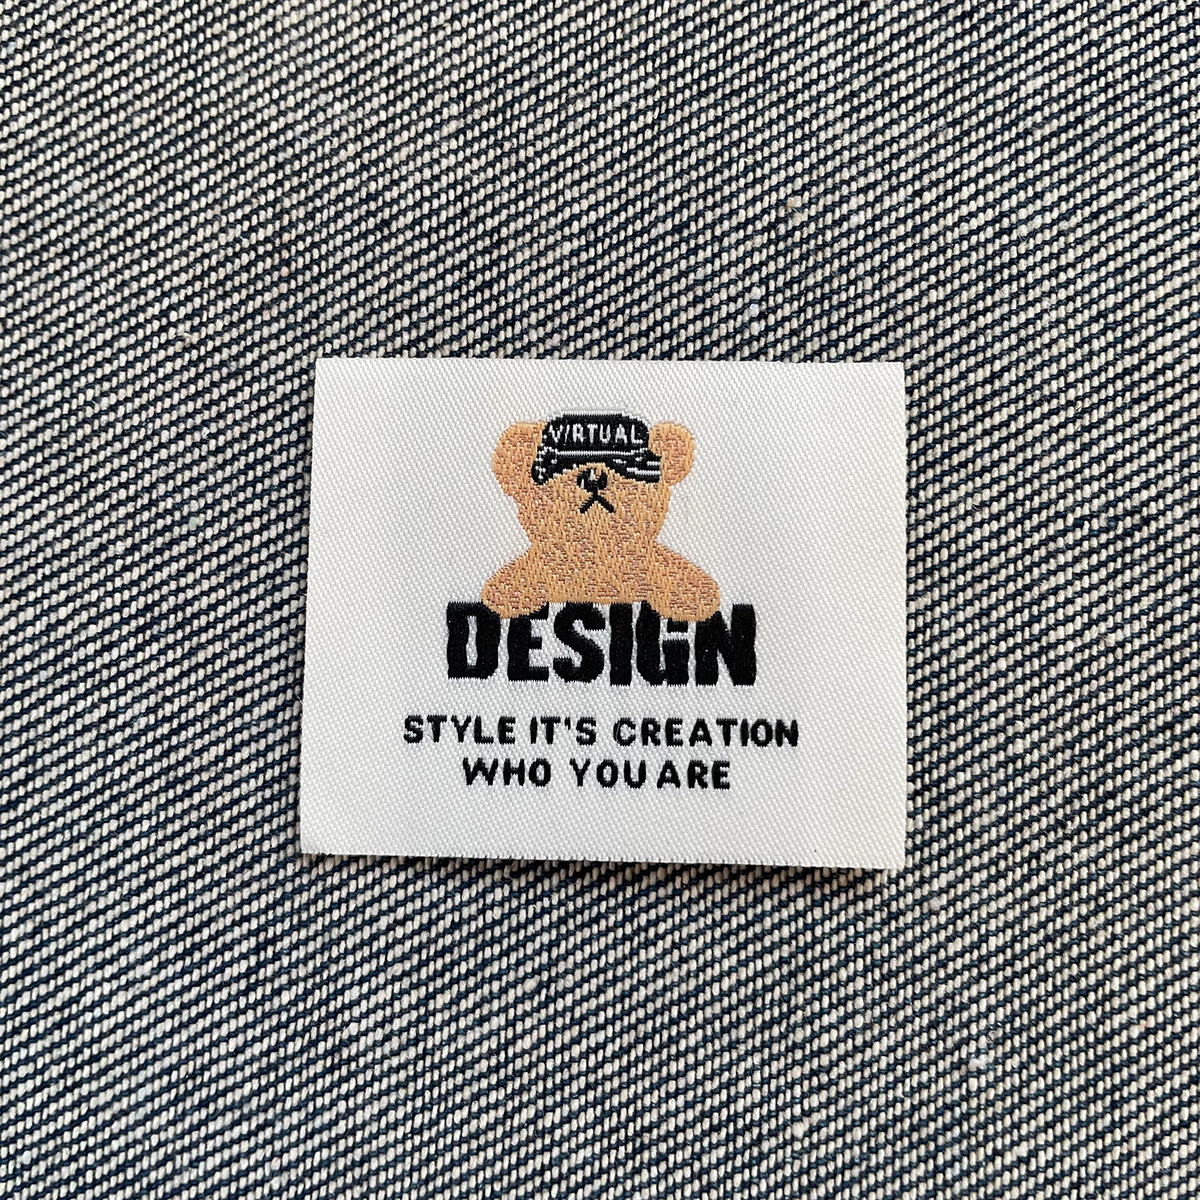 VIRTUAL
DESIGN
STYLE IT'S CREATION
WHO YOU ARE